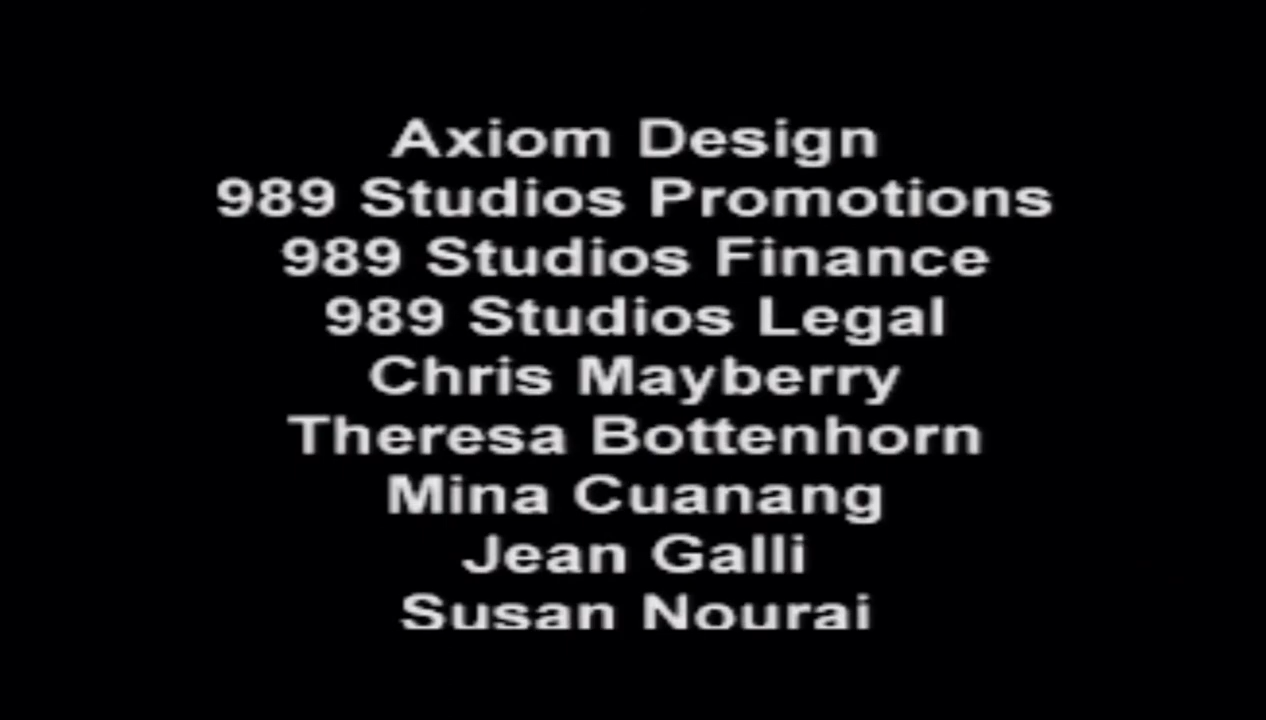 Axiom Design
989 Studios Promotions
989 Studios Finance
989 Studios Legal
Chris Mayberry
Theresa Bottenhorn
Mina Cuanang
Jean Galli
Susan Nourai